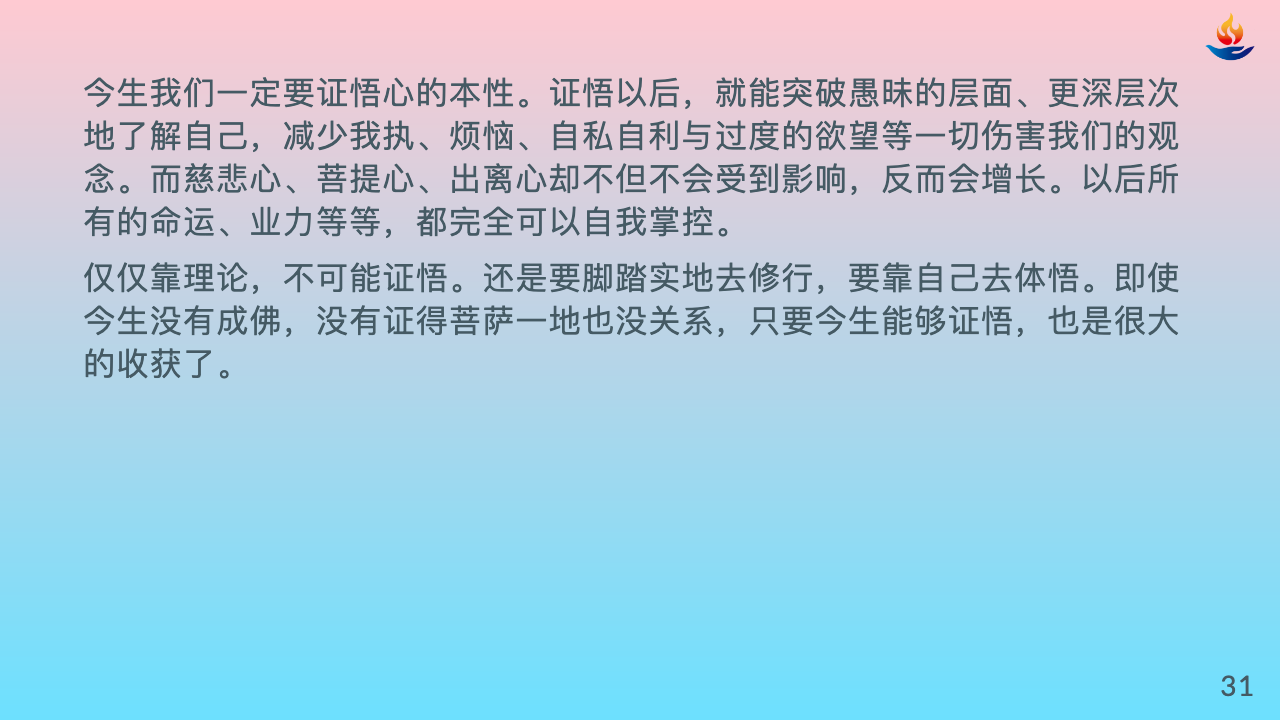 今生我们一定要证悟心的本性。证悟以后，就能突破愚昧的层面、更深层次
地了解自己，减少我执、烦恼、自私自利与过度的欲望等一切伤害我们的观
念。而慈悲心、菩提心、出离心却不但不会受到影响，反而会增长。以后所
有的命运、业力等等，都完全可以自我掌控。
仅仅靠理论，不可能证悟。还是要脚踏实地去修行，要靠自己去体悟。即使
今生没有成佛，没有证得菩萨一地也没关系，只要今生能够证悟，也是很大
的收获了。
31